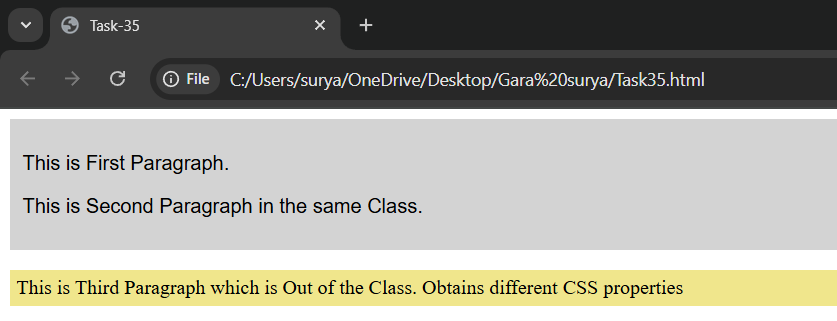 Task-35
File C:/Users/surya/OneDrive/Desktop/Gara%20surya/Task35.html
This is First Paragraph.
This is Second Paragraph in the same Class.
This is Third Paragraph which is Out of the Class. Obtains different CSS properties